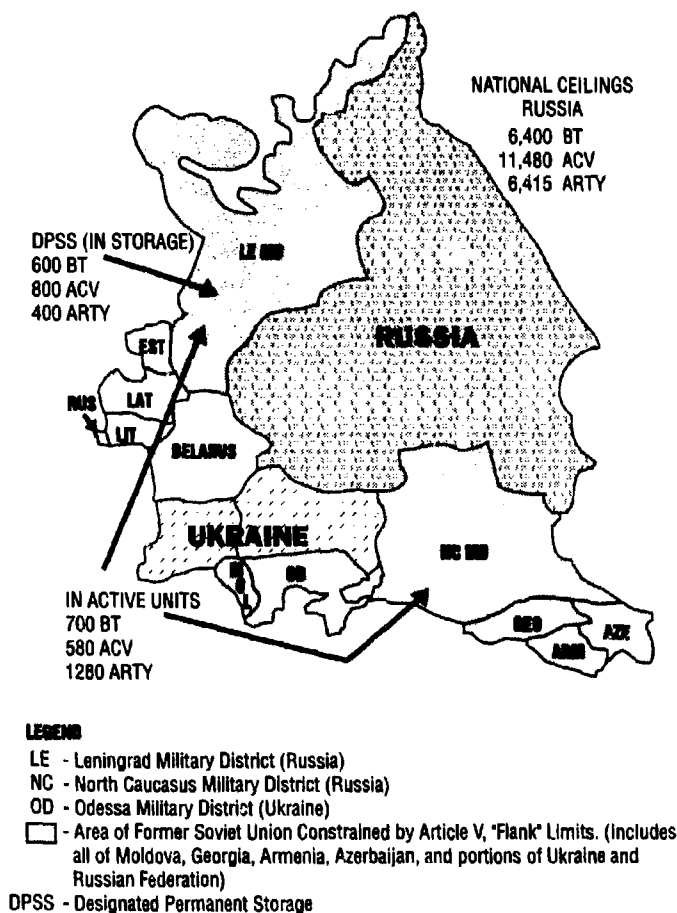 NATIONAL CEILINGS
RUSSIA
6,400 BT
11,480 ACV
6,415 ARTY
DPSS (IN STORAGE)
600 BT
800 ACV
400 ARTY
LE MD
RUSSIA
EST
RUS
LAT
LIT
BELARUS
UKRAINE
OD
NC MD
IN ACTIVE UNITS
700 BT
580 ACV
1280 ARTY
GEO
ARM
AZE
LEGEND
LE - Leningrad Military District (Russia)
NC - North Caucasus Military District (Russia)
OD - Odessa Military District (Ukraine)
- Area of Former Soviet Union Constrained by Article V, "Flank" Limits. (Includes
all of Moldova, Georgia, Armenia, Azerbaijan, and portions of Ukraine and
Russian Federation)
DPSS - Designated Permanent Storage